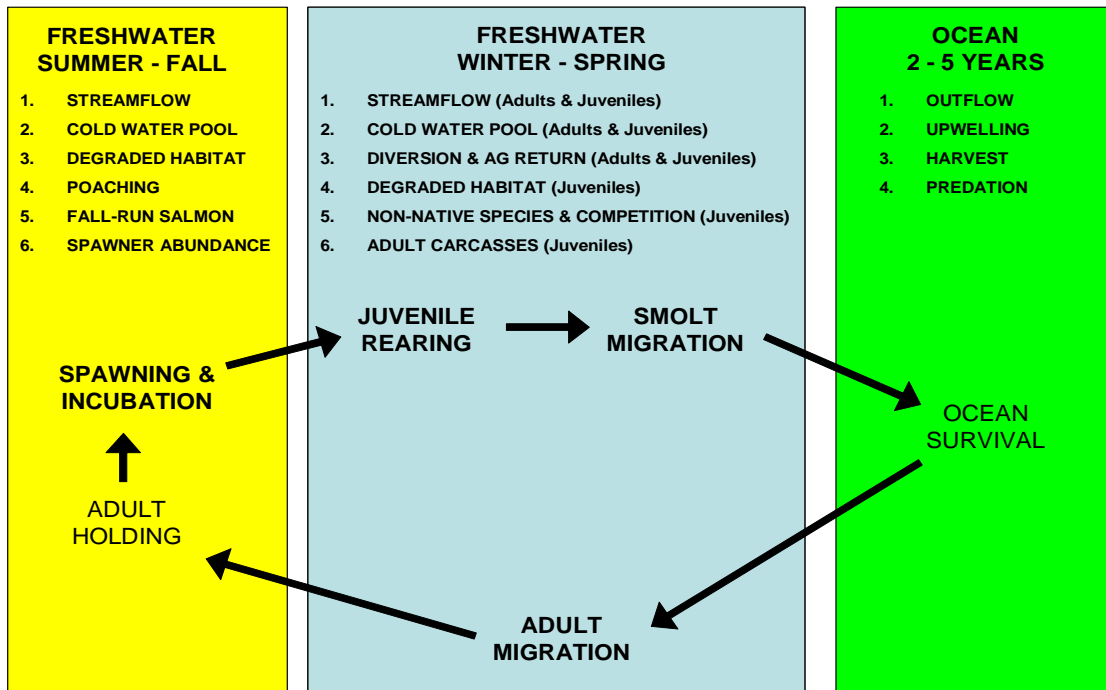 FRESHWATER
SUMMER - FALL
1. STREAMFLOW
2. COLD WATER POOL
3. DEGRADED HABITAT
4. POACHING
5. FALL-RUN SALMON
6. SPAWNER ABUNDANCE
SPAWNING &
INCUBATION
ADULT
HOLDING
FRESHWATER
WINTER - SPRING
1. STREAMFLOW (Adults & Juveniles)
2. COLD WATER POOL (Adults & Juveniles)
3. DIVERSION & AG RETURN (Adults & Juveniles)
4. DEGRADED HABITAT (Juveniles)
5. NON-NATIVE SPECIES & COMPETITION (Juveniles)
6. ADULT CARCASSES (Juveniles)
JUVENILE
REARING
SMOLT
MIGRATION
ADULT
MIGRATION
OCEAN
2 - 5 YEARS
1. OUTFLOW
2. UPWELLING
3. HARVEST
4. PREDATION
OCEAN
SURVIVAL